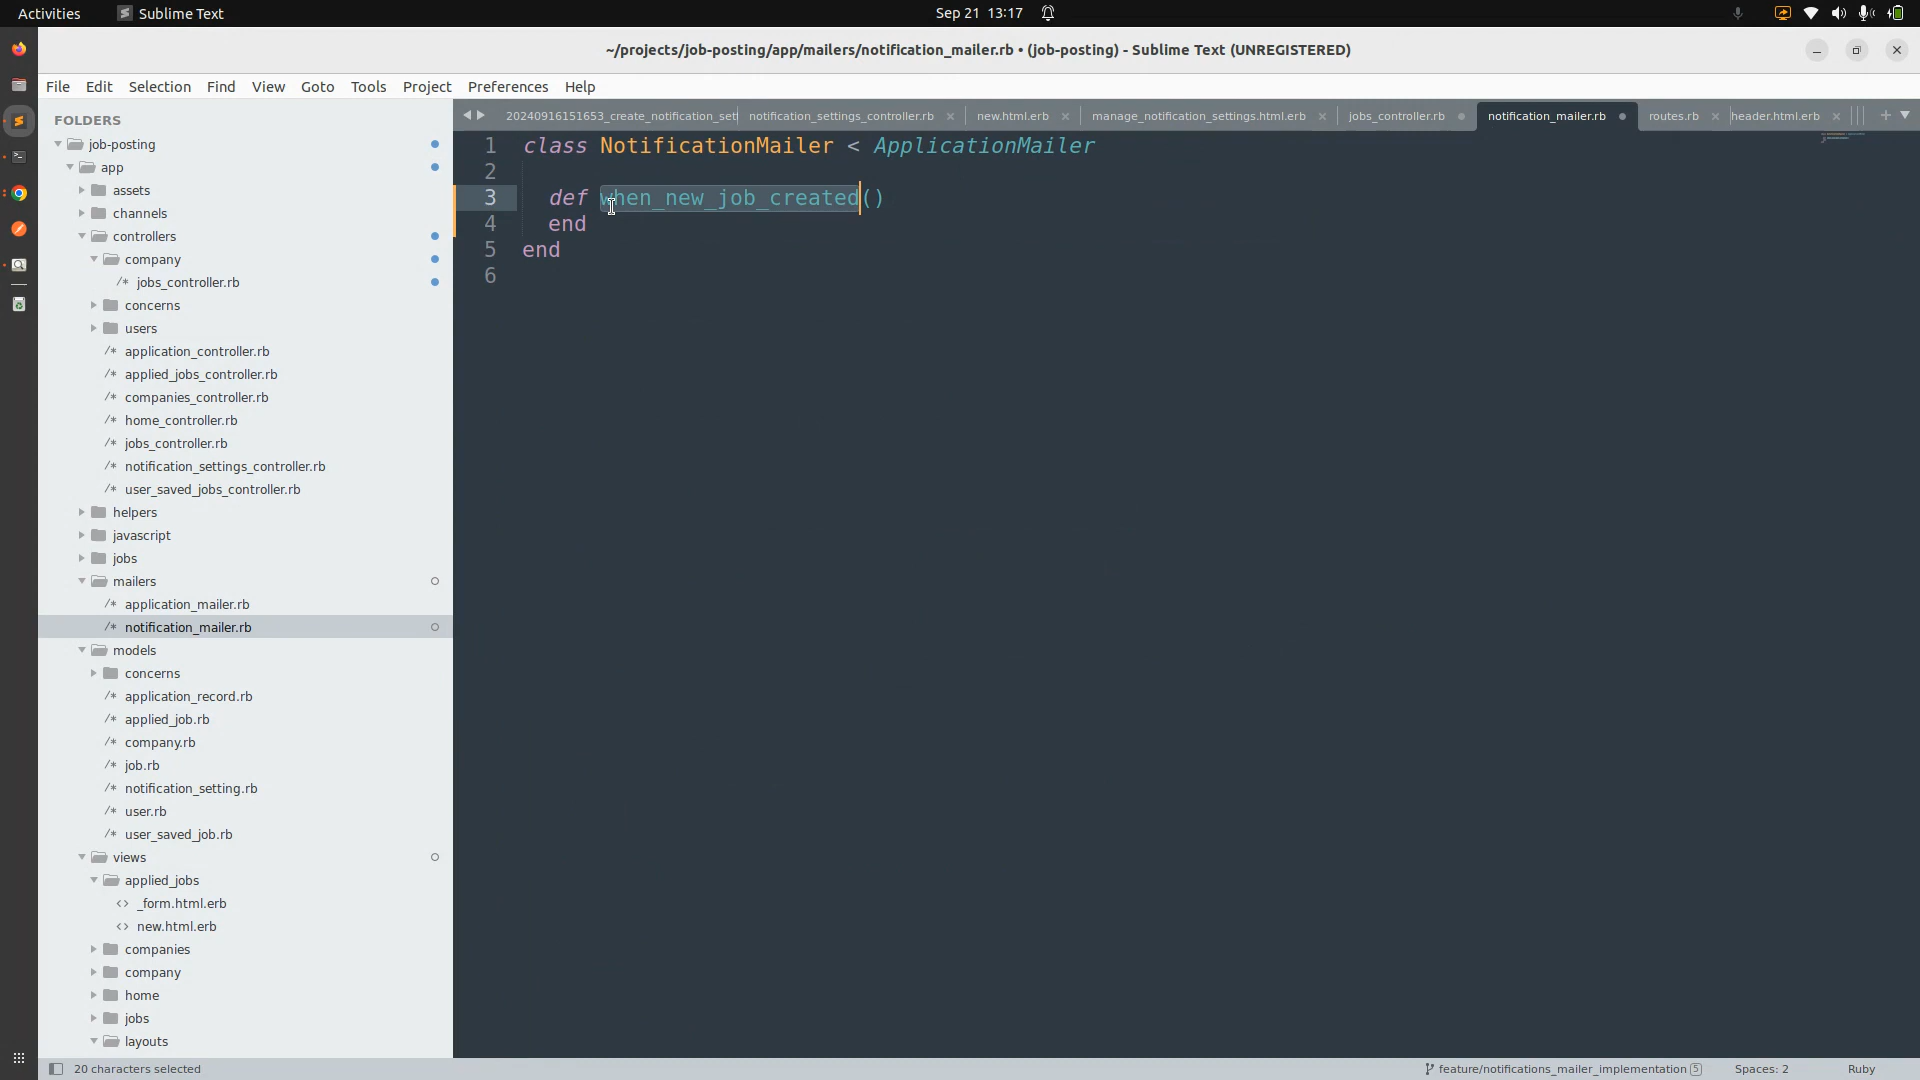 Activities Sublime Text Sep 21 13:17
~/projects/job-posting/app/mailers/notification_mailer.rb • (job-posting) - Sublime Text (UNREGISTERED)
File Edit Selection Find View Goto Tools Project Preferences Help
20240916151653_create_notification_set notification_settings_controller.rb new.html.erb manage_notification_settings.html.erb jobs_controller.rb notification_mailer.rb routes.rb header.html.erb
FOLDERS
job-posting
app
assets
channels
controllers
company
/* jobs_controller.rb
concerns
users
/* application_controller.rb
/* applied_jobs_controller.rb
/* companies_controller.rb
/* home_controller.rb
/* jobs_controller.rb
/* notification_settings_controller.rb
/* user_saved_jobs_controller.rb
helpers
javascript
jobs
mailers
/* application_mailer.rb
/* notification_mailer.rb
models
concerns
/* application_record.rb
/* applied_job.rb
/* company.rb
/* job.rb
/* notification_setting.rb
/* user.rb
/* user_saved_job.rb
views
applied_jobs
<> _form.html.erb
<> new.html.erb
companies
company
home
jobs
layouts
1 class NotificationMailer < ApplicationMailer
2
3 def when_new_job_created()
4 end
5 end
6
20 characters selected feature/notifications_mailer_implementation 5 Spaces: 2 Ruby